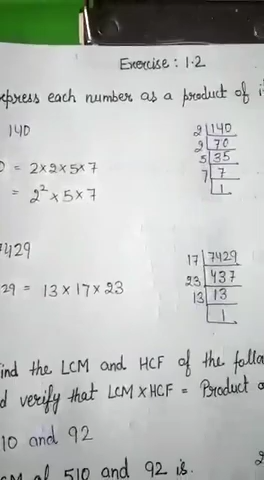 Exercise : 1.2
express each number as a product of
140
2 140
2 70
5 35
7 7
1
0 = 2×2×5×7
= 2² ×5×7
7429
17 7429
23 437
13 13
1
29 = 13×17×23
ind the LCM and HCF of the follo
d verify that LCM×HCF = Product
10 and 92
CM of 510 and 92 is.